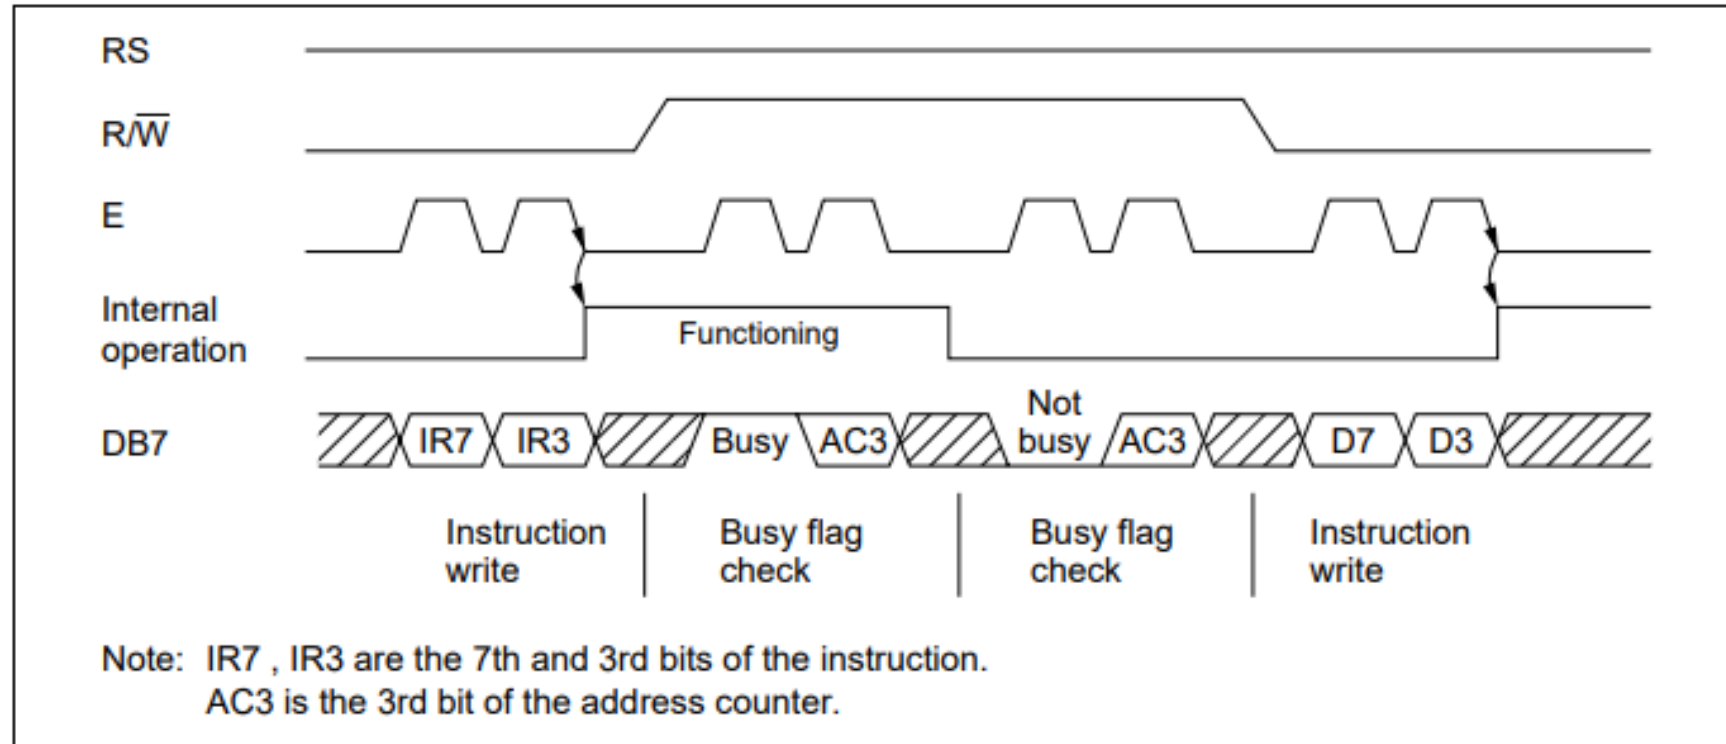 RS
R/W̅
E
Internal
operation
Functioning
DB7
IR7 IR3 Busy AC3 Not
busy AC3 D7 D3
Instruction
write
Busy flag
check
Busy flag
check
Instruction
write
Note: IR7 , IR3 are the 7th and 3rd bits of the instruction.
AC3 is the 3rd bit of the address counter.